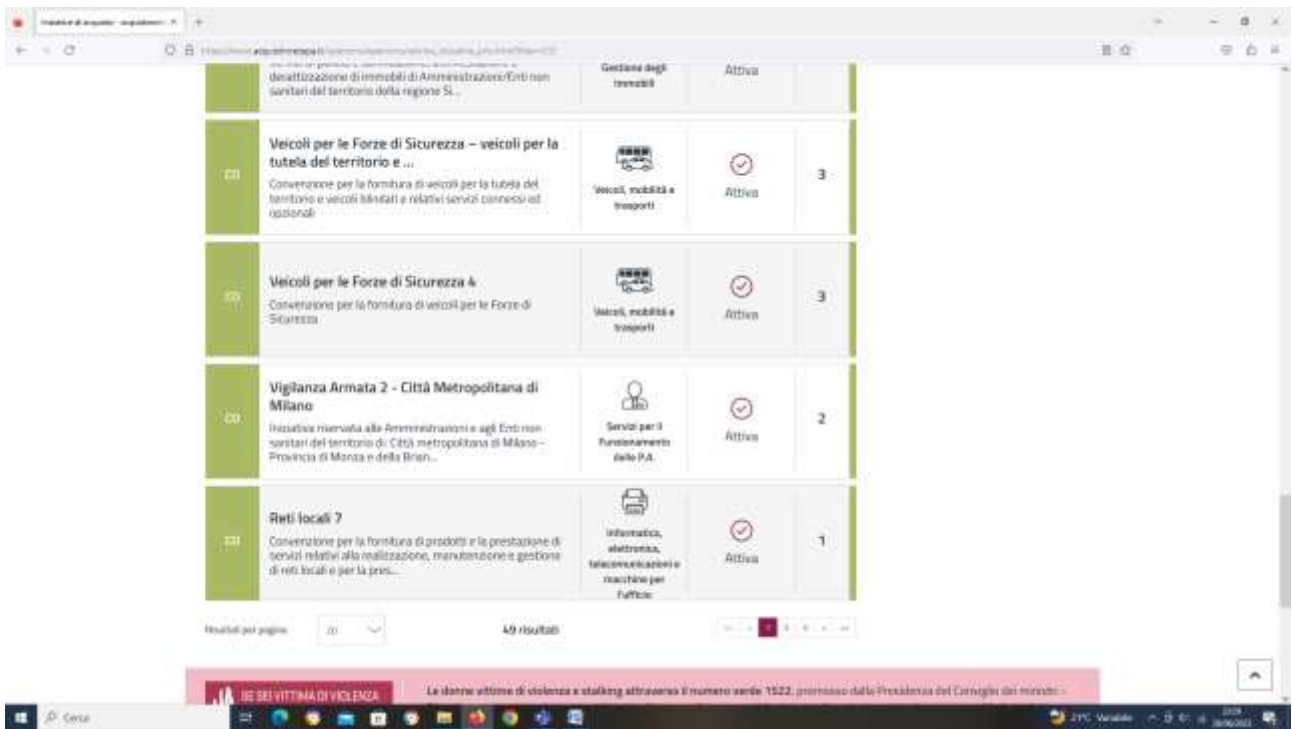 derattizzazione di immobili di Amministrazioni/Enti non
sanitari del territorio della regione Si...
Gestione degli
immobili
Attiva
CO
Veicoli per le Forze di Sicurezza – veicoli per la
tutela del territorio e ...
Convenzione per la fornitura di veicoli per la tutela del
territorio e veicoli blindati e relativi servizi connessi ed
opzionali
Veicoli, mobilità e
trasporti
Attiva
3
CO
Veicoli per le Forze di Sicurezza 4
Convenzione per la fornitura di veicoli per le Forze di
Sicurezza
Veicoli, mobilità e
trasporti
Attiva
3
CO
Vigilanza Armata 2 - Città Metropolitana di
Milano
Iniziativa riservata alle Amministrazioni e agli Enti non
sanitari del territorio di: Città metropolitana di Milano –
Provincia di Monza e della Brian...
Servizi per il
Funzionamento
delle P.A.
Attiva
2
CO
Reti locali 7
Convenzione per la fornitura di prodotti e la prestazione di
servizi relativi alla realizzazione, manutenzione e gestione
di reti locali e per la pres...
Informatica,
elettronica,
telecomunicazioni e
macchine per
l'ufficio
Attiva
1
Risultati per pagina
20
49 risultati
SE SEI VITTIMA DI VIOLENZA
Le donne vittime di violenza e stalking attraverso il numero verde 1522, promosso dalla Presidenza del Consiglio dei ministri –
Cerca
21°C